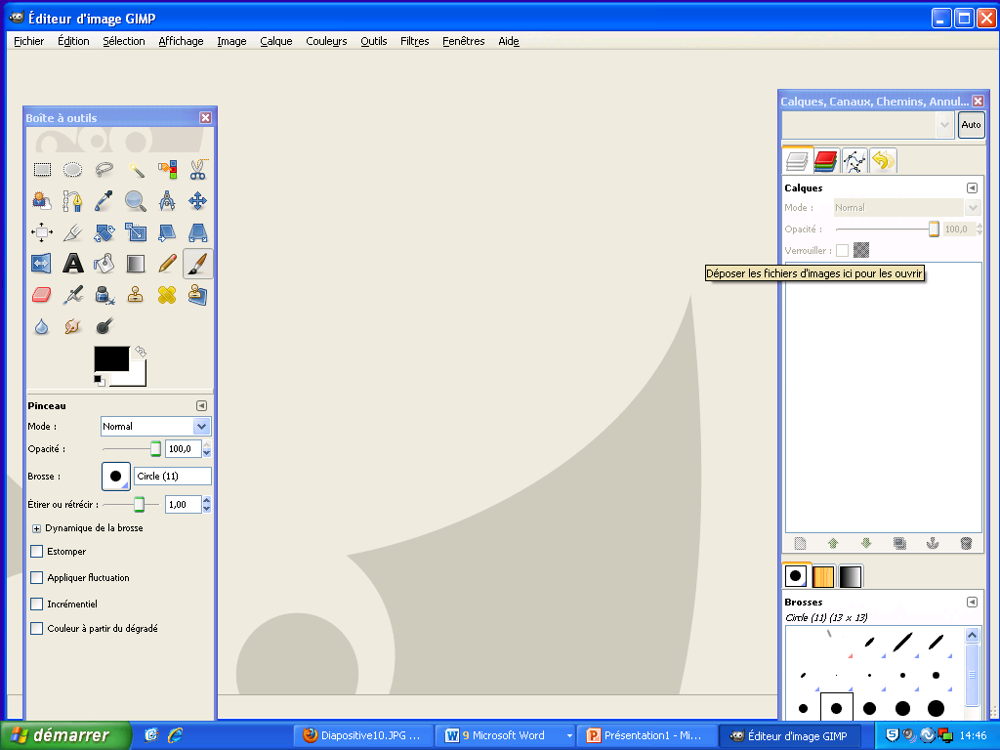 Éditeur d'image GIMP
Fichier Édition Sélection Affichage Image Calque Couleurs Outils Filtres Fenêtres Aide
Boîte à outils
Pinceau
Mode : Normal
Opacité : 100,0
Brosse : Circle (11)
Étirer ou rétrécir : 1,00
Dynamique de la brosse
Estomper
Appliquer fluctuation
Incrémentiel
Couleur à partir du dégradé
Déposer les fichiers d'images ici pour les ouvrir
Calques, Canaux, Chemins, Annul...
Auto
Calques
Mode : Normal
Opacité : 100,0
Verrouiller :
Brosses
Circle (11) (13 x 13)
démarrer
Diapositive10.JPG ...
9 Microsoft Word
Présentation1 - Mi...
Éditeur d'image GIMP
14:46